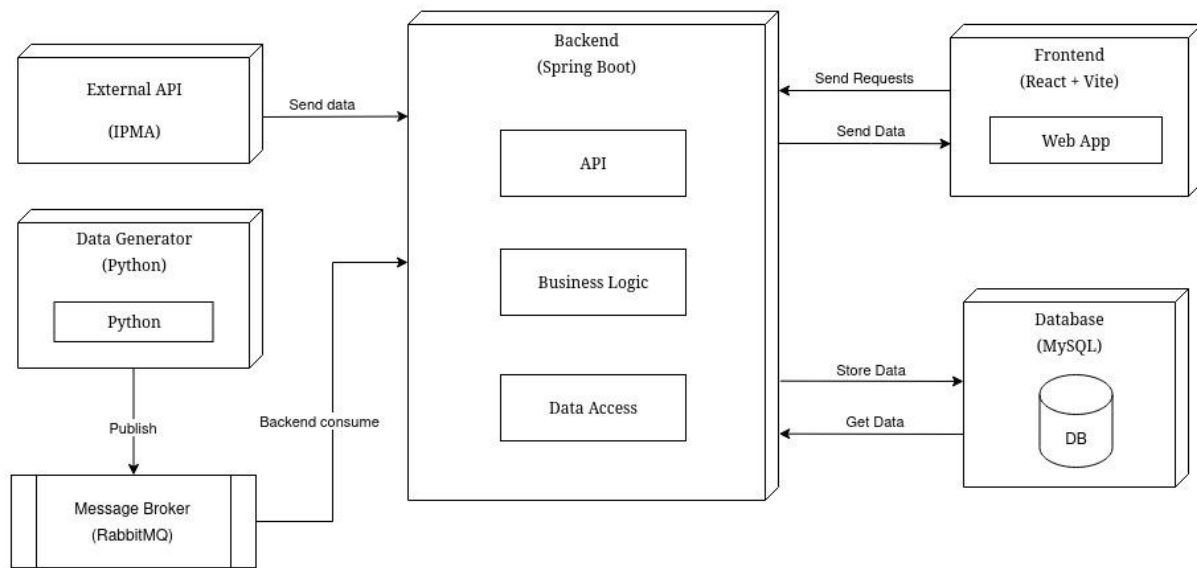 External API
(IPMA)
Send data
Data Generator
(Python)
Python
Publish
Message Broker
(RabbitMQ)
Backend consume
Backend
(Spring Boot)
API
Business Logic
Data Access
Send Requests
Send Data
Frontend
(React + Vite)
Web App
Store Data
Get Data
Database
(MySQL)
DB